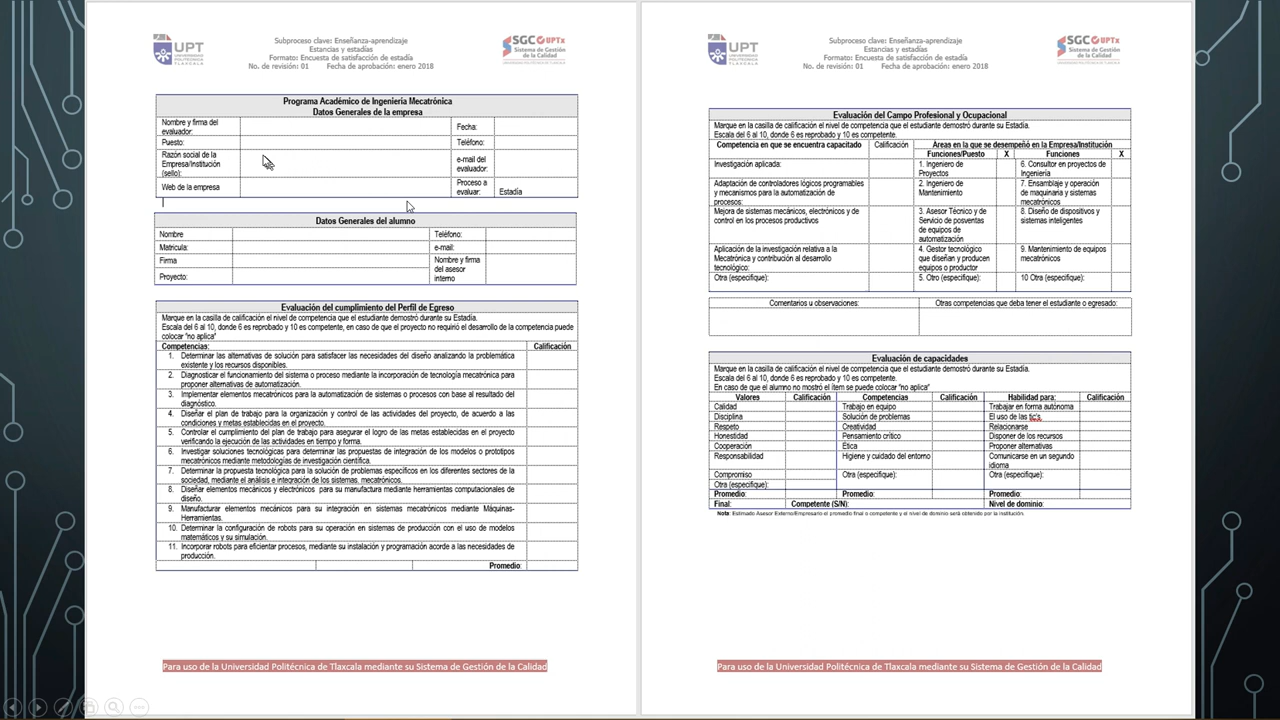 UPT
UNIVERSIDAD
POLITÉCNICA
TLAXCALA
Subproceso clave: Enseñanza-aprendizaje
Estancias y estadías
Formato: Encuesta de satisfacción de estadía
No. de revisión: 01 Fecha de aprobación: enero 2018
SGC UPTx
Sistema de Gestión
de la Calidad
Programa Académico de Ingeniería Mecatrónica
Datos Generales de la empresa
Nombre y firma del
evaluador:
Fecha:
Puesto:
Teléfono:
Razón social de la
Empresa/Institución
(sello):
e-mail del
evaluador:
Web de la empresa
Proceso a
evaluar:
Estadía
Datos Generales del alumno
Nombre
Teléfono:
Matricula:
e-mail:
Firma
Nombre y firma
del asesor
interno
Proyecto:
Evaluación del cumplimiento del Perfil de Egreso
Marque en la casilla de calificación el nivel de competencia que el estudiante demostró durante su Estadía.
Escala del 6 al 10, donde 6 es reprobado y 10 es competente, en caso de que el proyecto no requirió el desarrollo de la competencia puede
colocar “no aplica”
Competencias: Calificación
1. Determinar las alternativas de solución para satisfacer las necesidades del diseño analizando la problemática
existente y los recursos disponibles.
2. Diagnosticar el funcionamiento del sistema o proceso mediante la incorporación de tecnología mecatrónica para
proponer alternativas de automatización.
3. Implementar elementos mecatrónicos para la automatización de sistemas o procesos con base al resultado del
diagnóstico.
4. Diseñar el plan de trabajo para la organización y control de las actividades del proyecto, de acuerdo a las
condiciones y metas establecidas en el proyecto.
5. Controlar el cumplimiento del plan de trabajo para asegurar el logro de las metas establecidas en el proyecto
verificando la ejecución de las actividades en tiempo y forma.
6. Investigar soluciones tecnológicas para determinar las propuestas de integración de los modelos o prototipos
mecatrónicos mediante metodologías de investigación científica.
7. Determinar la propuesta tecnológica para la solución de problemas específicos en los diferentes sectores de la
sociedad, mediante el análisis e integración de los sistemas. mecatrónicos.
8. Diseñar elementos mecánicos y electrónicos para su manufactura mediante herramientas computacionales de
diseño.
9. Manufacturar elementos mecánicos para su integración en sistemas mecatrónicos mediante Máquinas-
Herramientas.
10. Determinar la configuración de robots para su operación en sistemas de producción con el uso de modelos
matemáticos y su simulación.
11. Incorporar robots para eficientar procesos, mediante su instalación y programación acorde a las necesidades de
producción.
Promedio:
Para uso de la Universidad Politécnica de Tlaxcala mediante su Sistema de Gestión de la Calidad
UPT
UNIVERSIDAD
POLITÉCNICA
TLAXCALA
Subproceso clave: Enseñanza-aprendizaje
Estancias y estadías
Formato: Encuesta de satisfacción de estadía
No. de revisión: 01 Fecha de aprobación: enero 2018
SGC UPTx
Sistema de Gestión
de la Calidad
Evaluación del Campo Profesional y Ocupacional
Marque en la casilla de calificación el nivel de competencia que el estudiante demostró durante su Estadía.
Escala del 6 al 10, donde 6 es reprobado y 10 es competente.
Competencia en que se encuentra capacitado Calificación Áreas en la que se desempeñó en la Empresa/Institución
Funciones/Puesto X Funciones X
Investigación aplicada:
1. Ingeniero de
Proyectos
6. Consultor en proyectos de
Ingeniería
Adaptación de controladores lógicos programables
y mecanismos para la automatización de
procesos:
2. Ingeniero de
Mantenimiento
7. Ensamblaje y operación
de maquinaria y sistemas
mecatrónicos
Mejora de sistemas mecánicos, electrónicos y de
control en los procesos productivos
3. Asesor Técnico y de
Servicio de posventas
de equipos de
automatización
8. Diseño de dispositivos y
sistemas inteligentes
Aplicación de la investigación relativa a la
Mecatrónica y contribución al desarrollo
tecnológico:
4. Gestor tecnológico
que diseñan y producen
equipos o productor
9. Mantenimiento de equipos
mecatrónicos
Otra (especifique): 5. Otro (especifique): 10 Otra (especifique):
Comentarios u observaciones: Otras competencias que deba tener el estudiante o egresado:
Evaluación de capacidades
Marque en la casilla de calificación el nivel de competencia que el estudiante demostró durante su Estadía.
Escala del 6 al 10, donde 6 es reprobado y 10 es competente.
En caso de que el alumno no mostró el ítem se puede colocar “no aplica”
Valores Calificación Competencias Calificación Habilidad para: Calificación
Calidad Trabajo en equipo Trabajar en forma autónoma
Disciplina Solución de problemas El uso de las tic's.
Respeto Creatividad Relacionarse
Honestidad Pensamiento crítico Disponer de los recursos
Cooperación Ética Proponer alternativas
Responsabilidad Higiene y cuidado del entorno Comunicarse en un segundo
idioma
Compromiso Otra (especifique): Otra (especifique):
Otra (especifique):
Promedio: Promedio: Promedio:
Final: Competente (S/N): Nivel de dominio:
Nota: Estimado Asesor Externo/Empresario el promedio final o competente y el nivel de dominio será obtenido por la institución.
Para uso de la Universidad Politécnica de Tlaxcala mediante su Sistema de Gestión de la Calidad